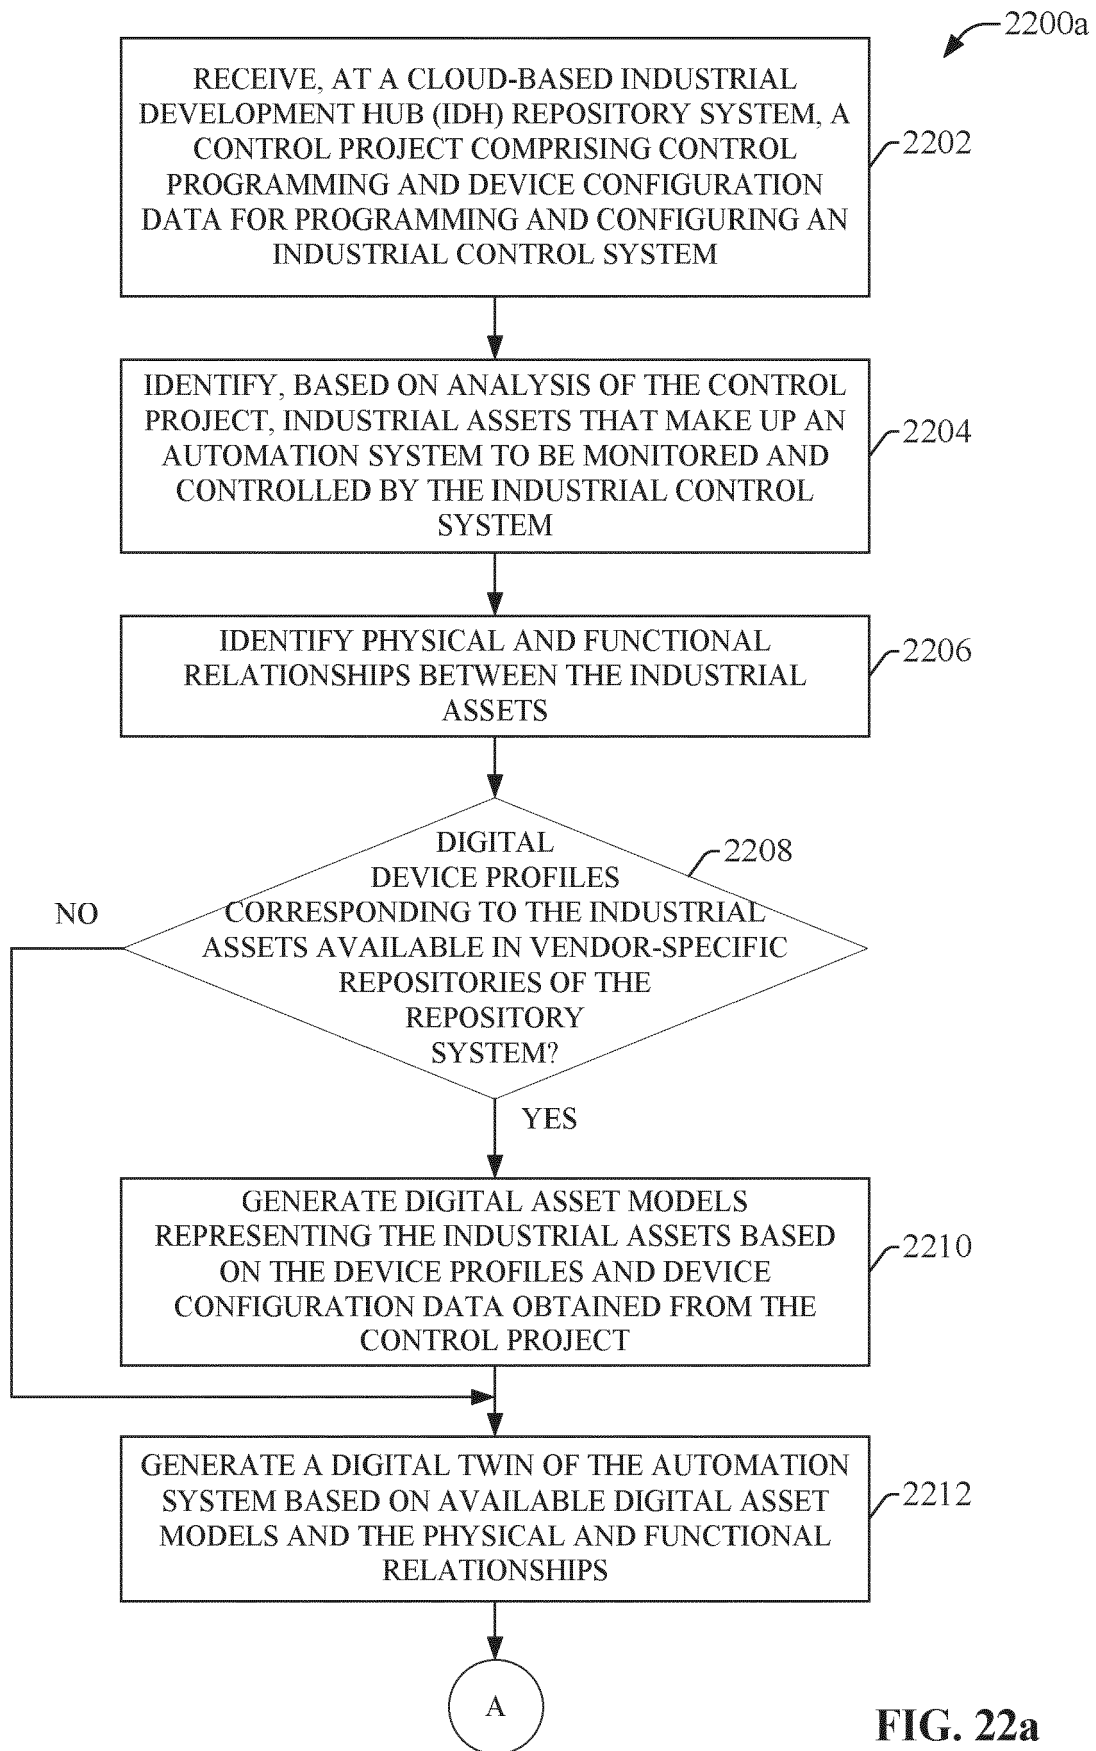 2200a
RECEIVE, AT A CLOUD-BASED INDUSTRIAL
DEVELOPMENT HUB (IDH) REPOSITORY SYSTEM, A
CONTROL PROJECT COMPRISING CONTROL
PROGRAMMING AND DEVICE CONFIGURATION
DATA FOR PROGRAMMING AND CONFIGURING AN
INDUSTRIAL CONTROL SYSTEM
2202
IDENTIFY, BASED ON ANALYSIS OF THE CONTROL
PROJECT, INDUSTRIAL ASSETS THAT MAKE UP AN
AUTOMATION SYSTEM TO BE MONITORED AND
CONTROLLED BY THE INDUSTRIAL CONTROL
SYSTEM
2204
IDENTIFY PHYSICAL AND FUNCTIONAL
RELATIONSHIPS BETWEEN THE INDUSTRIAL
ASSETS
2206
DIGITAL
DEVICE PROFILES
CORRESPONDING TO THE INDUSTRIAL
ASSETS AVAILABLE IN VENDOR-SPECIFIC
REPOSITORIES OF THE
REPOSITORY
SYSTEM?
2208
NO
YES
GENERATE DIGITAL ASSET MODELS
REPRESENTING THE INDUSTRIAL ASSETS BASED
ON THE DEVICE PROFILES AND DEVICE
CONFIGURATION DATA OBTAINED FROM THE
CONTROL PROJECT
2210
GENERATE A DIGITAL TWIN OF THE AUTOMATION
SYSTEM BASED ON AVAILABLE DIGITAL ASSET
MODELS AND THE PHYSICAL AND FUNCTIONAL
RELATIONSHIPS
2212
A
FIG. 22a